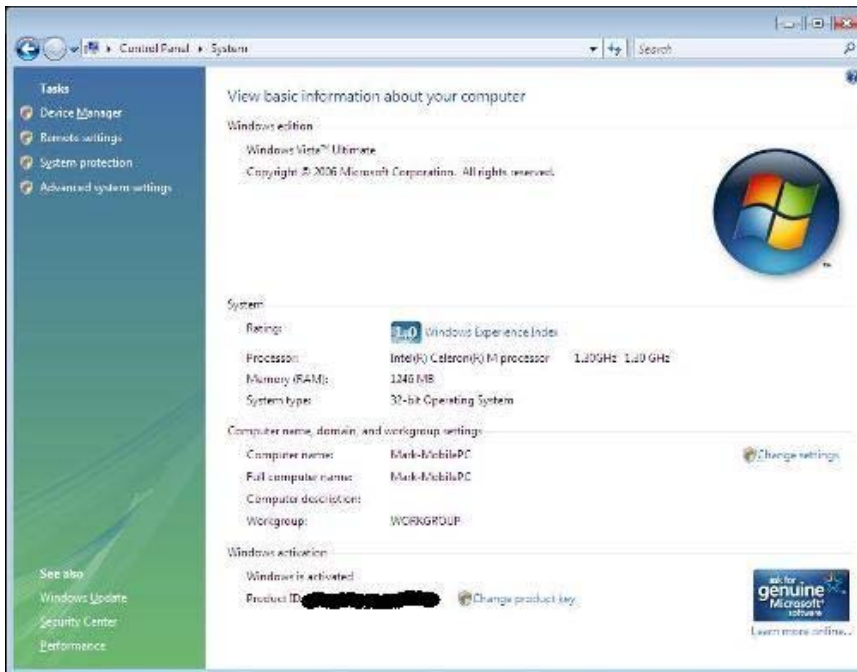 Control Panel ▸ System
Search
Tasks
Device Manager
Remote settings
System protection
Advanced system settings
See also
Windows Update
Security Center
Performance
View basic information about your computer
Windows edition
Windows Vista™ Ultimate
Copyright © 2006 Microsoft Corporation. All rights reserved.
System
Rating: 1.0 Windows Experience Index
Processor: Intel(R) Celeron(R) M processor 1.30GHz 1.30 GHz
Memory (RAM): 1246 MB
System type: 32-bit Operating System
Computer name, domain, and workgroup settings
Computer name: Mark-MobilePC
Change settings
Full computer name: Mark-MobilePC
Computer description:
Workgroup: WORKGROUP
Windows activation
Windows is activated
Product ID: Change product key
ask for
genuine
Microsoft
software
Learn more online...
™